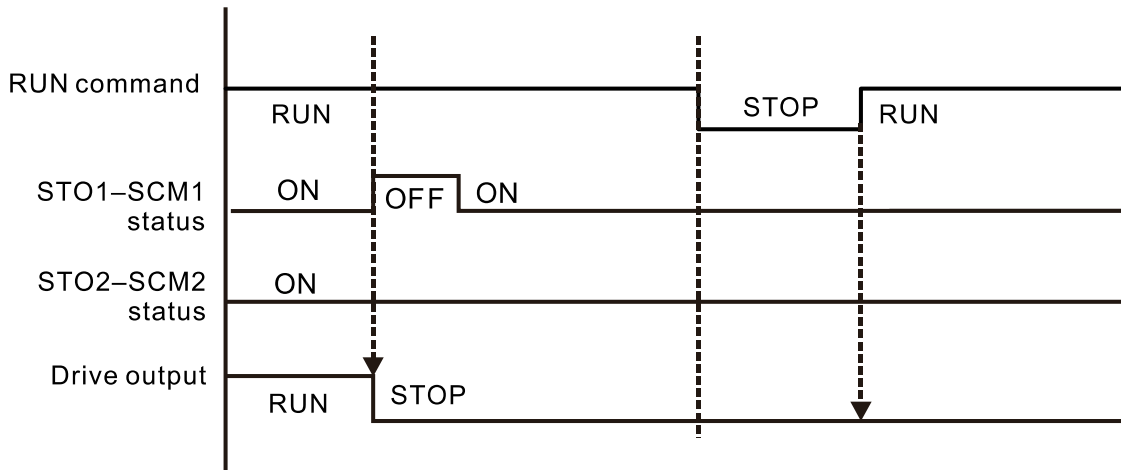 RUN command
RUN
STOP
RUN
STO1–SCM1
status
ON
OFF
ON
STO2–SCM2
status
ON
Drive output
RUN
STOP